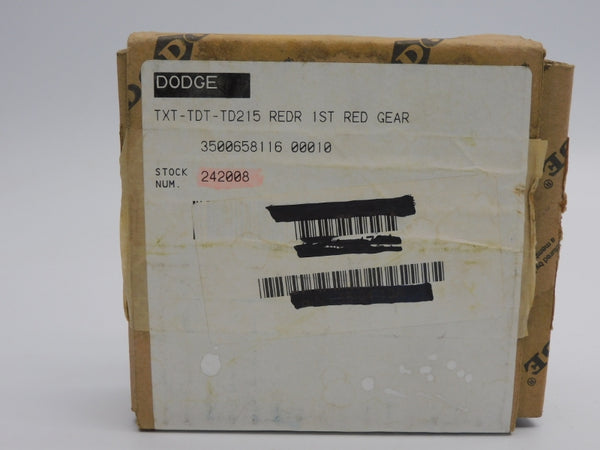 DODGE
TXT-TDT-TD215 REDR 1ST RED GEAR
3500658116 00010
STOCK
NUM. 242008